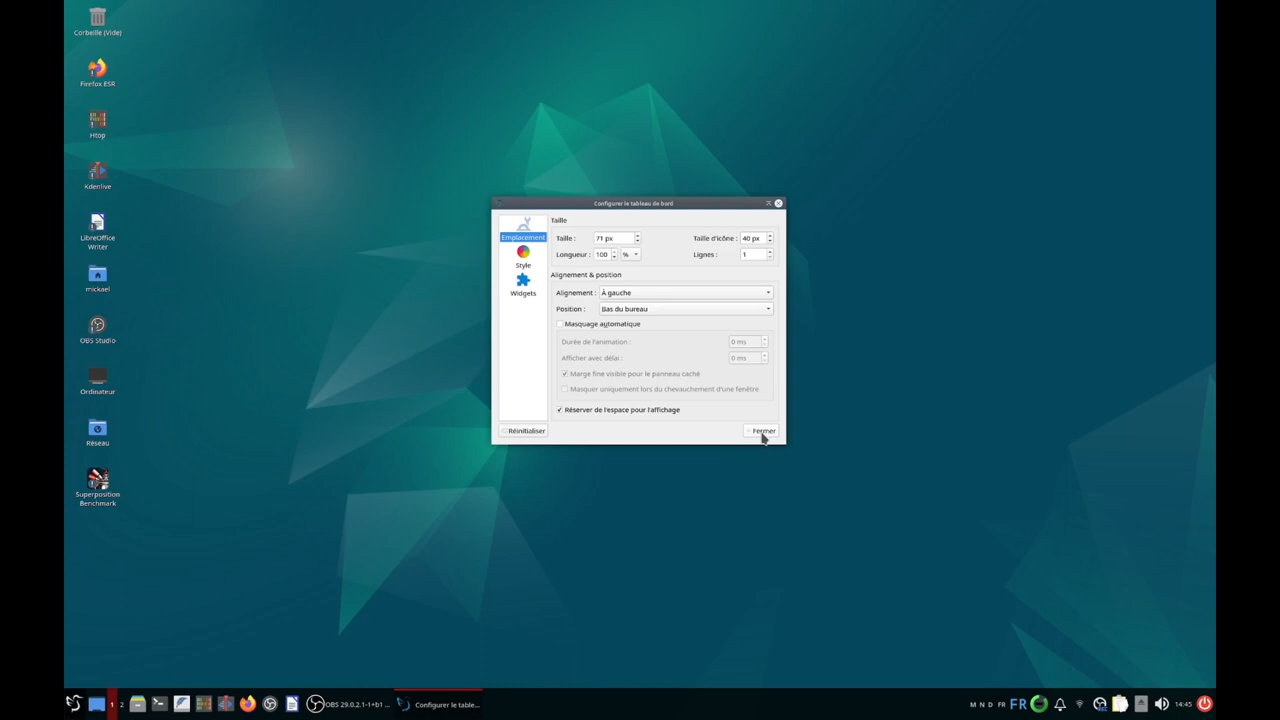 Corbeille (Vide)
Firefox ESR
Htop
Kdenlive
LibreOffice
Writer
mickael
OBS Studio
Ordinateur
Réseau
Superposition
Benchmark
Configurer le tableau de bord
Emplacement
Style
Widgets
Taille
Taille : 71 px Taille d'icône : 40 px
Longueur : 100 % Lignes : 1
Alignement & position
Alignement : À gauche
Position : Bas du bureau
Masquage automatique
Durée de l'animation : 0 ms
Afficher avec délai : 0 ms
Marge fine visible pour le panneau caché
Masquer uniquement lors du chevauchement d'une fenêtre
Réserver de l'espace pour l'affichage
Réinitialiser Fermer
1 2 OBS 29.0.2.1-1+b1 ... Configurer le table... M N D FR FR 14:45